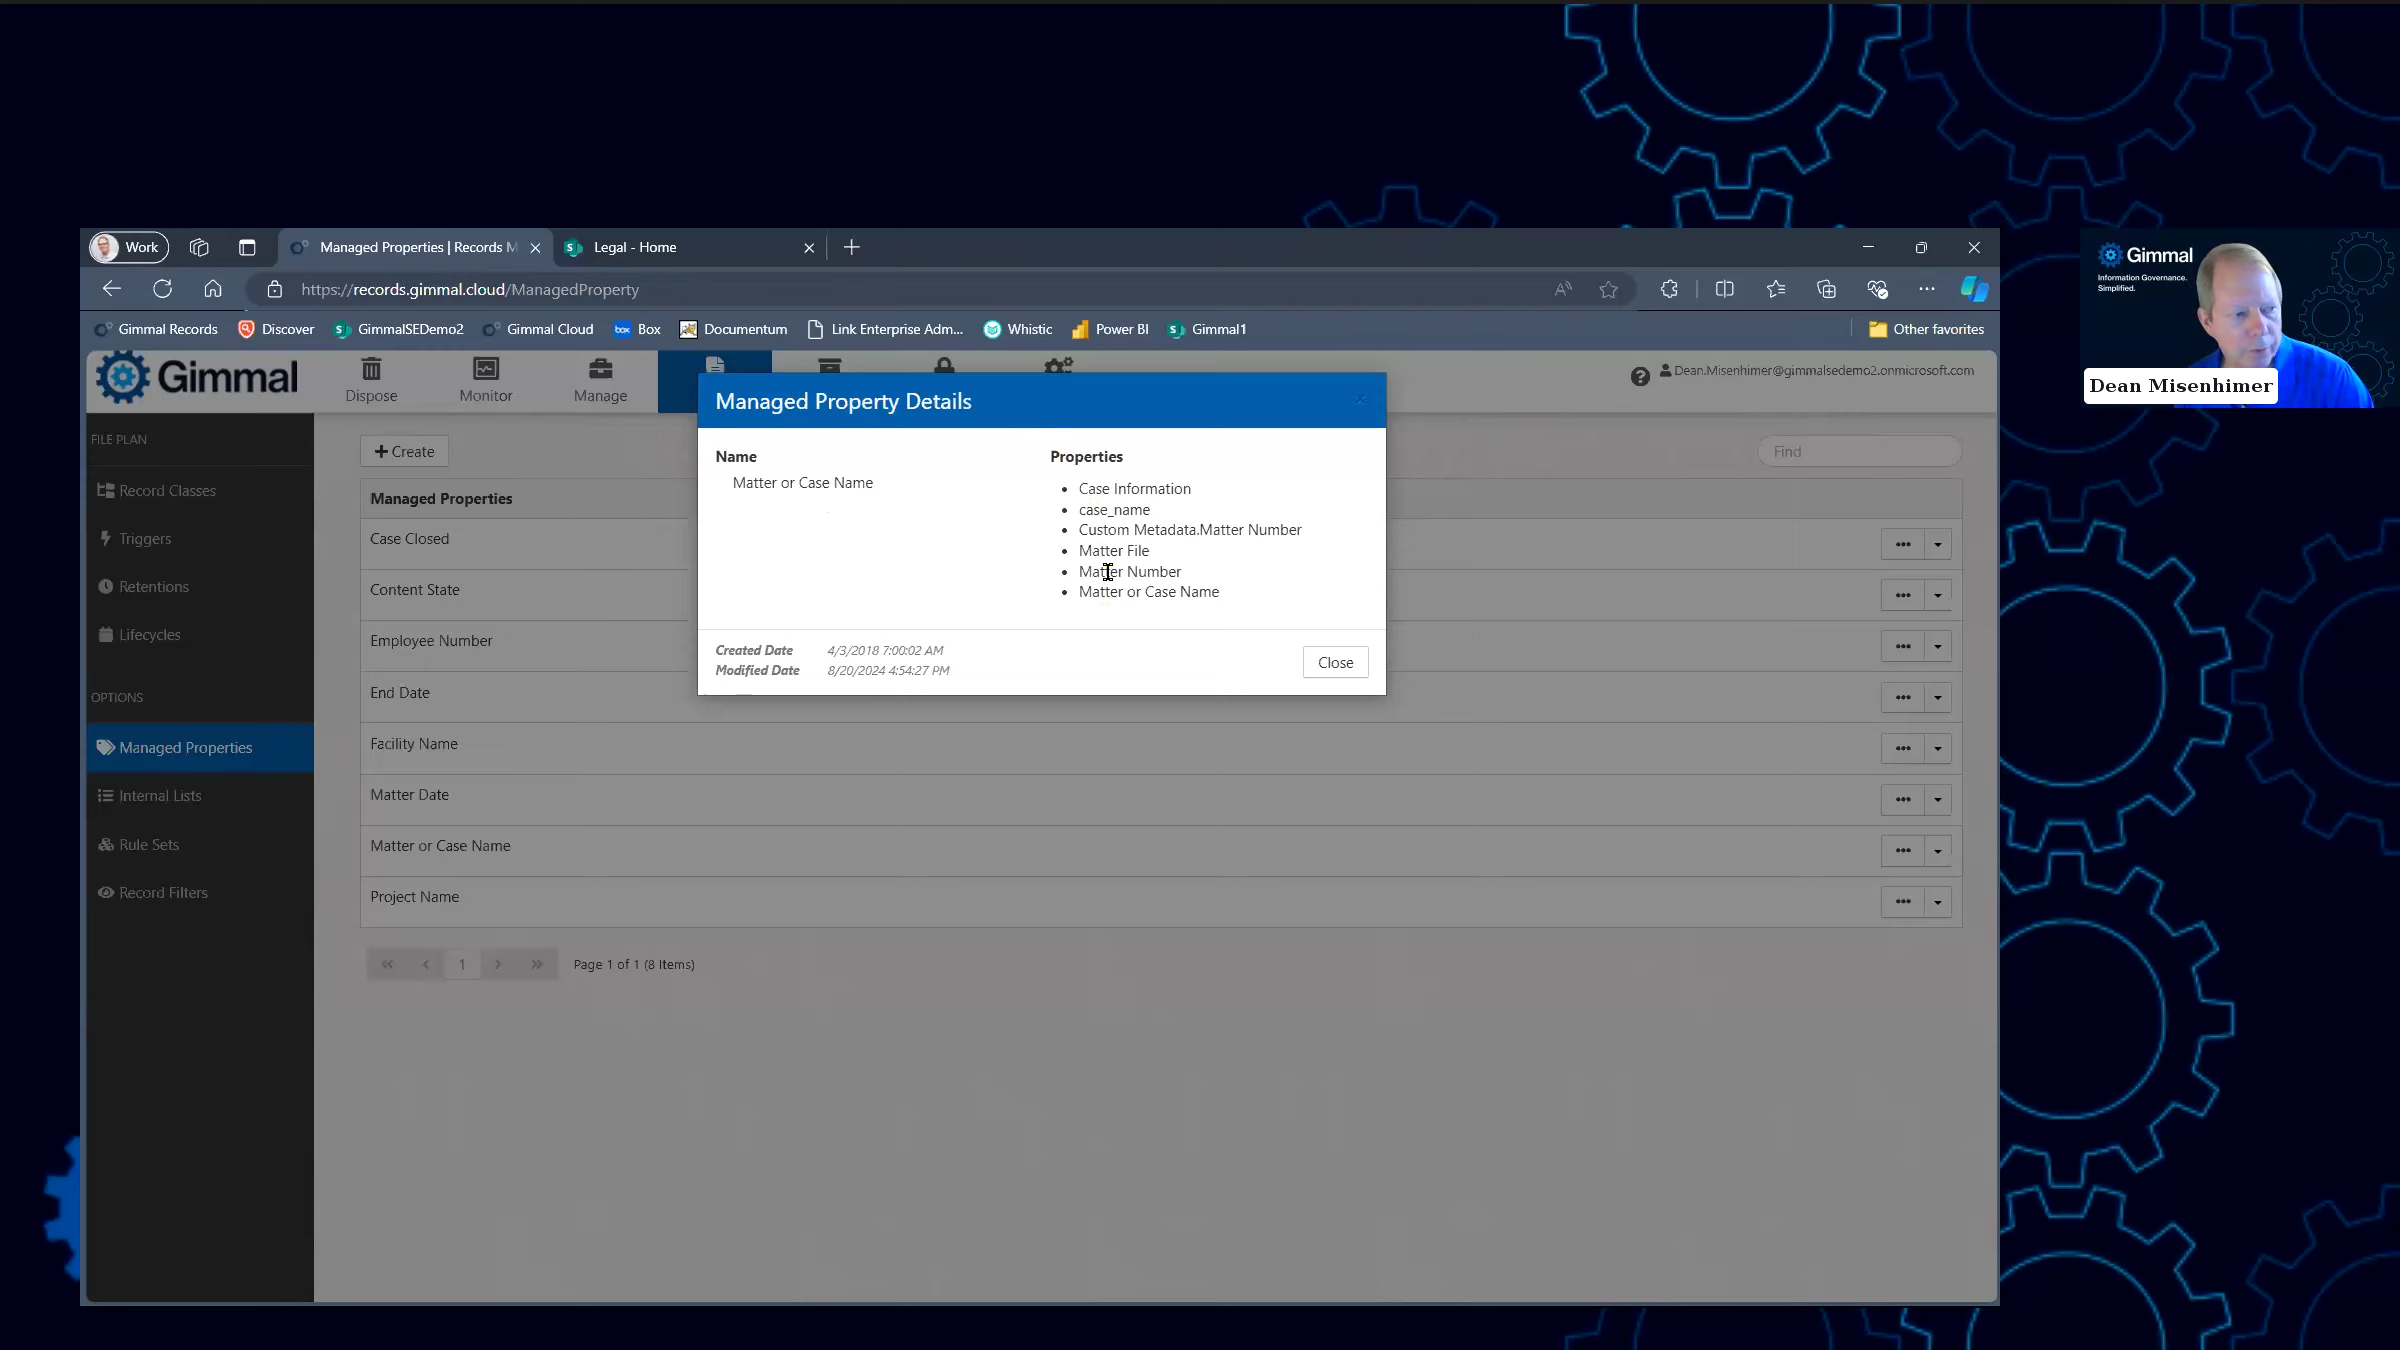 Work
Managed Properties | Records M
Legal - Home
https://records.gimmal.cloud/ManagedProperty
Gimmal Records
Discover
GimmalSEDemo2
Gimmal Cloud
box Box
Documentum
Link Enterprise Adm...
Whistic
Power BI
Gimmal1
Other favorites
Gimmal
Dispose
Monitor
Manage
Dean.Misenhimer@gimmalsedemo2.onmicrosoft.com
FILE PLAN
Record Classes
Triggers
Retentions
Lifecycles
OPTIONS
Managed Properties
Internal Lists
Rule Sets
Record Filters
Create
Find
Managed Properties
Case Closed
Content State
Employee Number
End Date
Facility Name
Matter Date
Matter or Case Name
Project Name
1
Page 1 of 1 (8 Items)
Managed Property Details
Name
Matter or Case Name
Properties
Case Information
case_name
Custom Metadata.Matter Number
Matter File
Matter Number
Matter or Case Name
Created Date 4/3/2018 7:00:02 AM
Modified Date 8/20/2024 4:54:27 PM
Close
Gimmal
Information Governance.
Simplified.
Dean Misenhimer